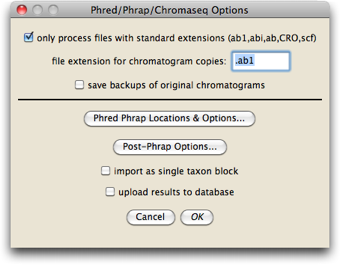 Phred/Phrap/Chromaseq Options
only process files with standard extensions (ab1,abi,ab,CRO,scf)
file extension for chromatogram copies: .ab1
save backups of original chromatograms
Phred Phrap Locations & Options...
Post-Phrap Options...
import as single taxon block
upload results to database
Cancel OK